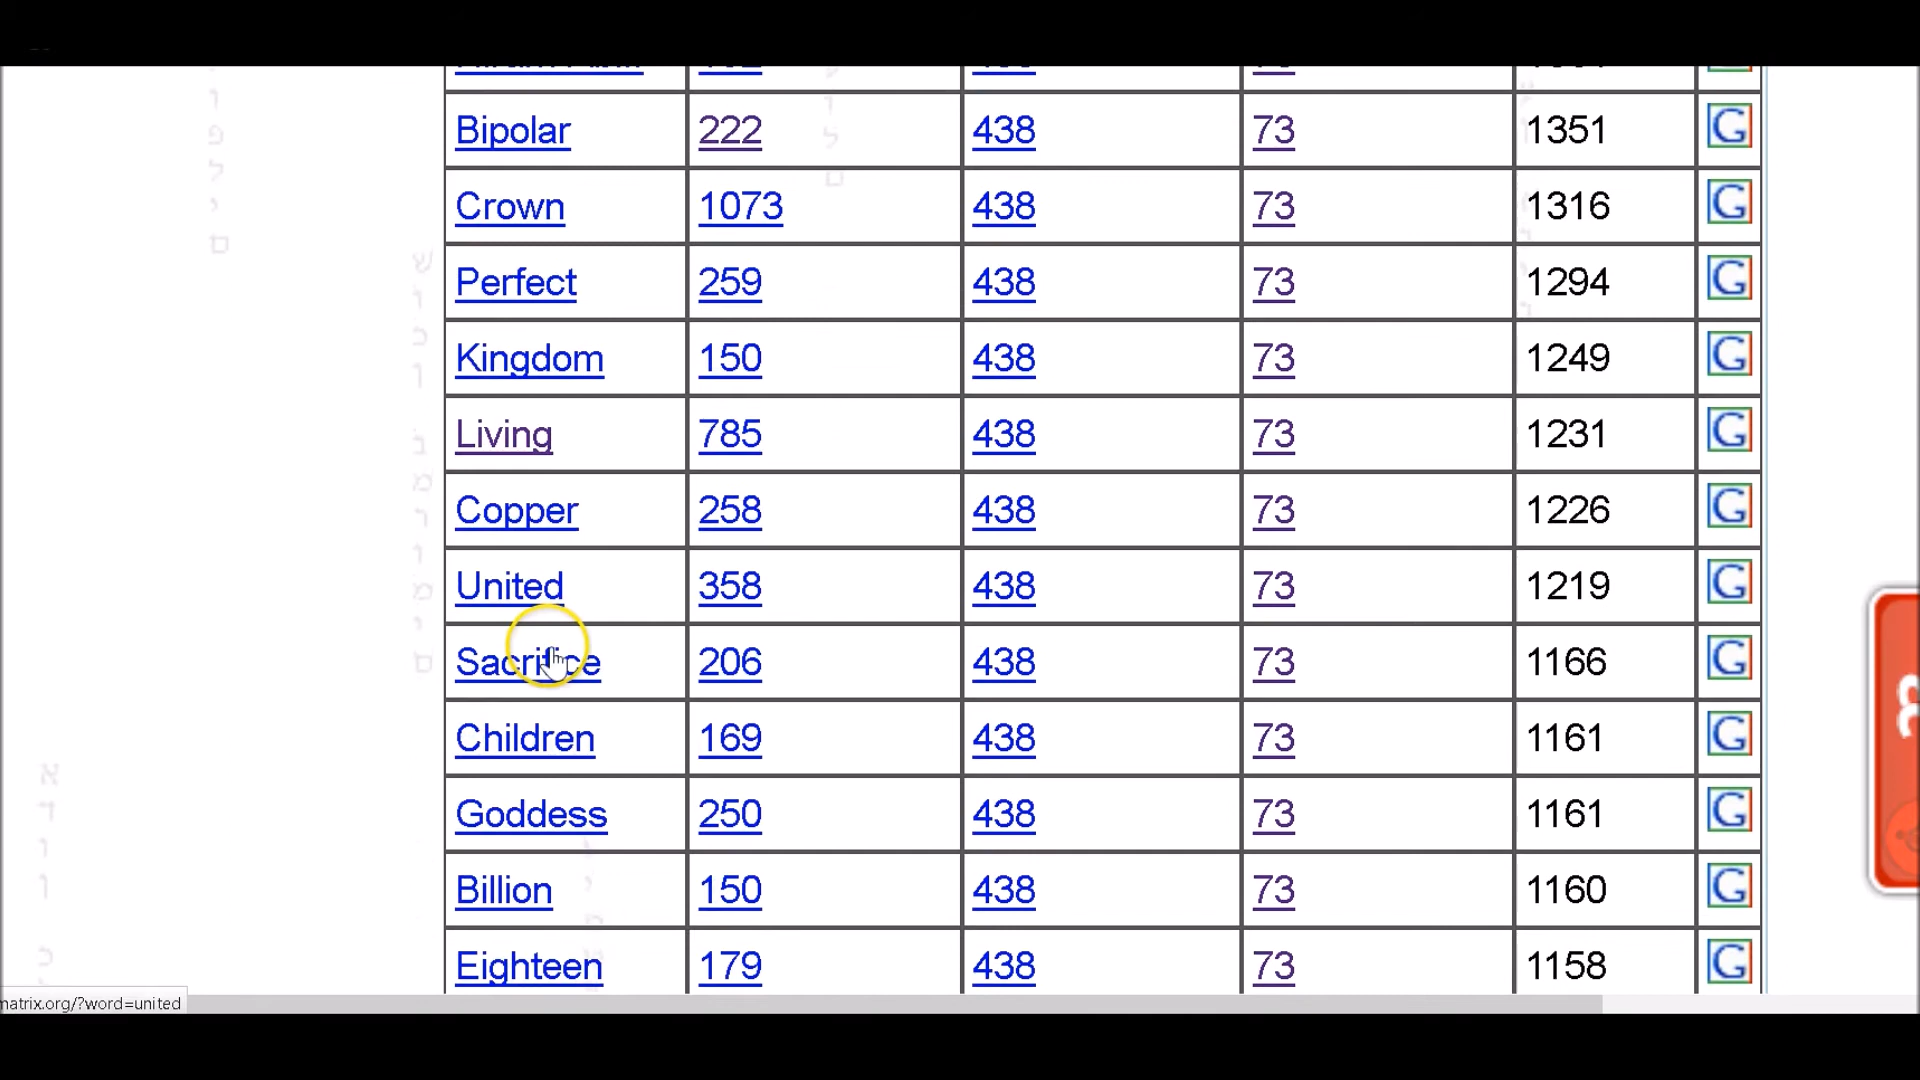 Bipolar 222 438 73 1351 G
Crown 1073 438 73 1316 G
Perfect 259 438 73 1294 G
Kingdom 150 438 73 1249 G
Living 785 438 73 1231 G
Copper 258 438 73 1226 G
United 358 438 73 1219 G
Sacrifice 206 438 73 1166 G
Children 169 438 73 1161 G
Goddess 250 438 73 1161 G
Billion 150 438 73 1160 G
Eighteen 179 438 73 1158 G
matrix.org/?word=united